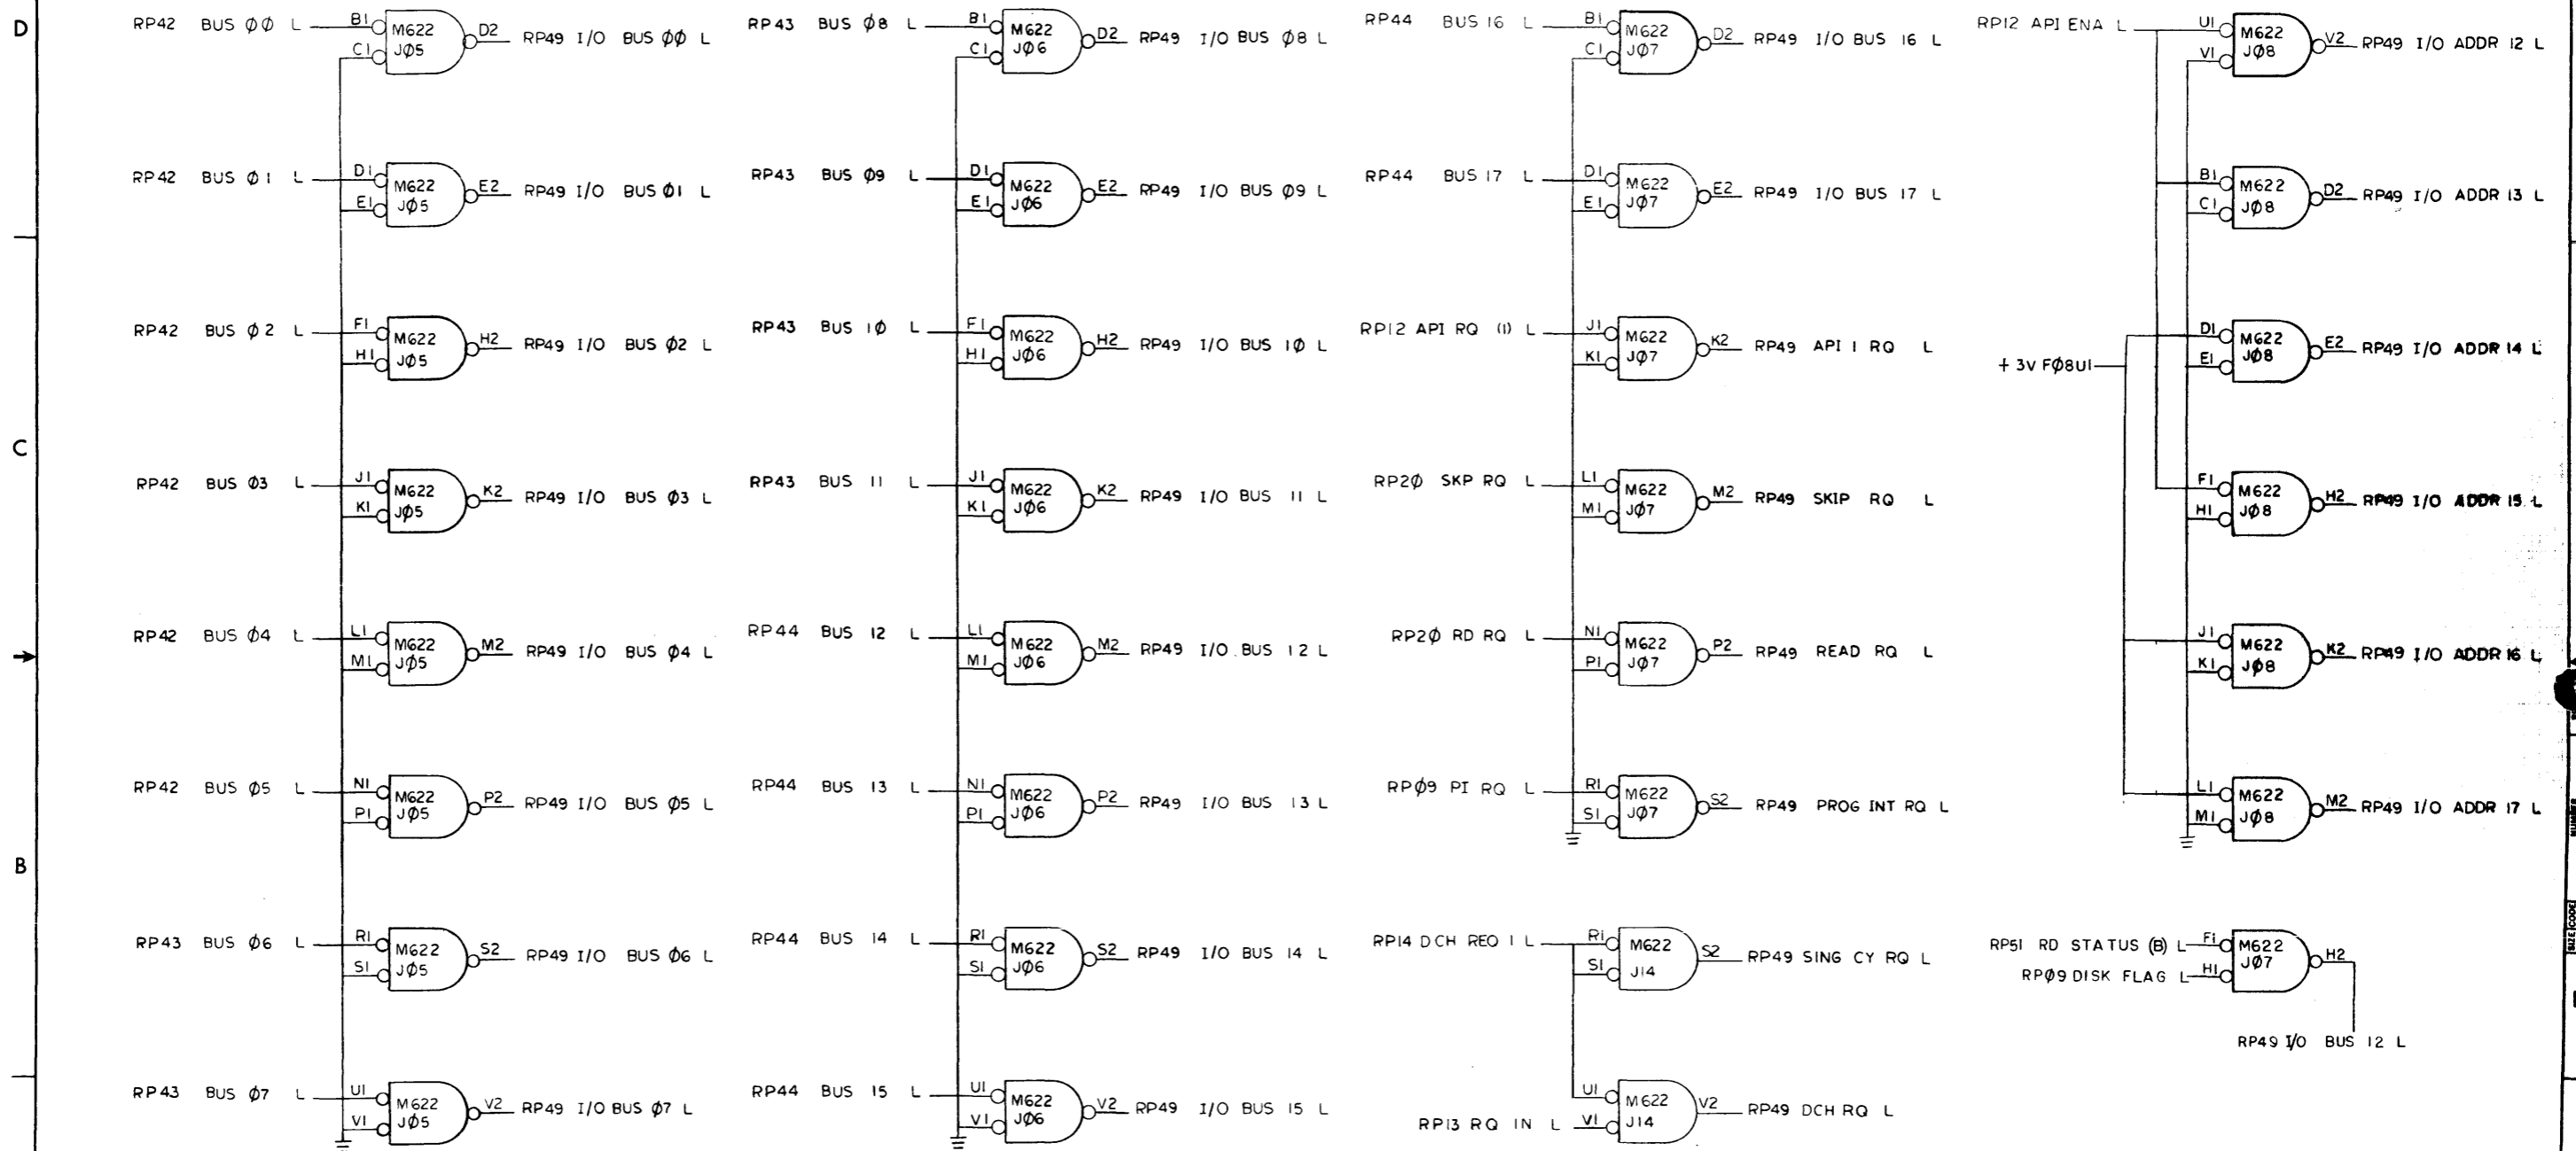 D
RP42 BUS ØØ L B1 C1 M622 JØ5 D2 RP49 I/O BUS ØØ L
RP42 BUS Ø1 L D1 E1 M622 JØ5 E2 RP49 I/O BUS Ø1 L
RP42 BUS Ø2 L F1 H1 M622 JØ5 H2 RP49 I/O BUS Ø2 L
C
RP42 BUS Ø3 L J1 K1 M622 JØ5 K2 RP49 I/O BUS Ø3 L
RP42 BUS Ø4 L L1 M1 M622 JØ5 M2 RP49 I/O BUS Ø4 L
RP42 BUS Ø5 L N1 P1 M622 JØ5 P2 RP49 I/O BUS Ø5 L
B
RP43 BUS Ø6 L R1 S1 M622 JØ5 S2 RP49 I/O BUS Ø6 L
RP43 BUS Ø7 L U1 V1 M622 JØ5 V2 RP49 I/O BUS Ø7 L
RP43 BUS Ø8 L B1 C1 M622 JØ6 D2 RP49 I/O BUS Ø8 L
RP43 BUS Ø9 L D1 E1 M622 JØ6 E2 RP49 I/O BUS Ø9 L
RP43 BUS 1Ø L F1 H1 M622 JØ6 H2 RP49 I/O BUS 1Ø L
RP43 BUS 11 L J1 K1 M622 JØ6 K2 RP49 I/O BUS 11 L
RP44 BUS 12 L L1 M1 M622 JØ6 M2 RP49 I/O BUS 12 L
RP44 BUS 13 L N1 P1 M622 JØ6 P2 RP49 I/O BUS 13 L
RP44 BUS 14 L R1 S1 M622 JØ6 S2 RP49 I/O BUS 14 L
RP44 BUS 15 L U1 V1 M622 JØ6 V2 RP49 I/O BUS 15 L
RP44 BUS 16 L B1 C1 M622 JØ7 D2 RP49 I/O BUS 16 L
RP44 BUS 17 L D1 E1 M622 JØ7 E2 RP49 I/O BUS 17 L
RP12 API RQ (1) L J1 K1 M622 JØ7 K2 RP49 API 1 RQ L
RP2Ø SKP RQ L L1 M1 M622 JØ7 M2 RP49 SKIP RQ L
RP2Ø RD RQ L N1 P1 M622 JØ7 P2 RP49 READ RQ L
RPØ9 PI RQ L R1 S1 M622 JØ7 S2 RP49 PROG INT RQ L
RP14 DCH REQ 1 L R1 S1 M622 J14 S2 RP49 SING CY RQ L
RP13 RQ IN L U1 V1 M622 J14 V2 RP49 DCH RQ L
RP12 API ENA L U1 V1 M622 JØ8 V2 RP49 I/O ADDR 12 L
B1 C1 M622 JØ8 D2 RP49 I/O ADDR 13 L
+ 3V FØ8U1 D1 E1 M622 JØ8 E2 RP49 I/O ADDR 14 L
F1 H1 M622 JØ8 H2 RP49 I/O ADDR 15 L
J1 K1 M622 JØ8 K2 RP49 I/O ADDR 16 L
L1 M1 M622 JØ8 M2 RP49 I/O ADDR 17 L
RP51 RD STATUS (B) L F1 M622 JØ7 H2
RPØ9 DISK FLAG L H1
RP49 I/O BUS 12 L
NUMBER
SIZE CODE